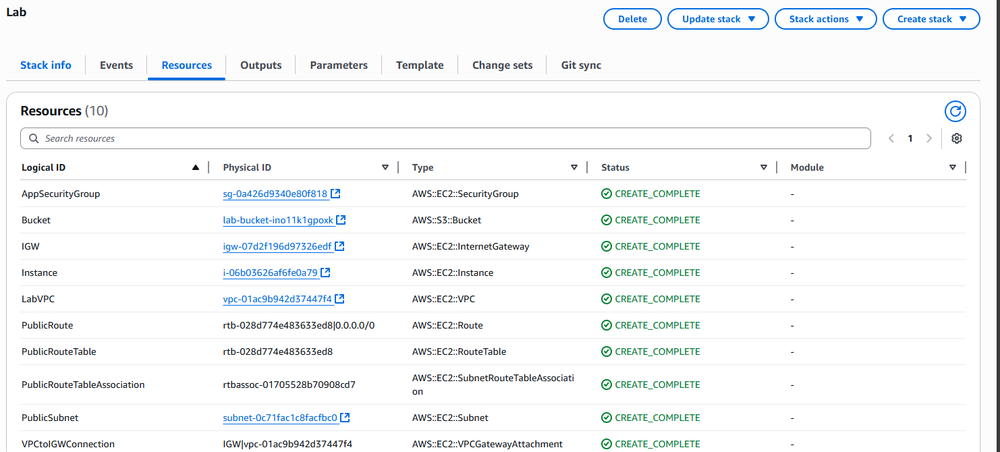 Lab
Delete
Update stack
Stack actions
Create stack
Stack info
Events
Resources
Outputs
Parameters
Template
Change sets
Git sync
Resources (10)
Search resources
1
Logical ID Physical ID Type Status Module
AppSecurityGroup sg-0a426d9340e80f818 AWS::EC2::SecurityGroup CREATE_COMPLETE -
Bucket lab-bucket-ino11k1gpoxk AWS::S3::Bucket CREATE_COMPLETE -
IGW igw-07d2f196d97326edf AWS::EC2::InternetGateway CREATE_COMPLETE -
Instance i-06b03626af6fe0a79 AWS::EC2::Instance CREATE_COMPLETE -
LabVPC vpc-01ac9b942d37447f4 AWS::EC2::VPC CREATE_COMPLETE -
PublicRoute rtb-028d774e483633ed8|0.0.0.0/0 AWS::EC2::Route CREATE_COMPLETE -
PublicRouteTable rtb-028d774e483633ed8 AWS::EC2::RouteTable CREATE_COMPLETE -
PublicRouteTableAssociation rtbassoc-01705528b70908cd7 AWS::EC2::SubnetRouteTableAssociati
on CREATE_COMPLETE -
PublicSubnet subnet-0c71fac1c8facfbc0 AWS::EC2::Subnet CREATE_COMPLETE -
VPCtoIGWConnection IGW|vpc-01ac9b942d37447f4 AWS::EC2::VPCGatewayAttachment CREATE_COMPLETE -